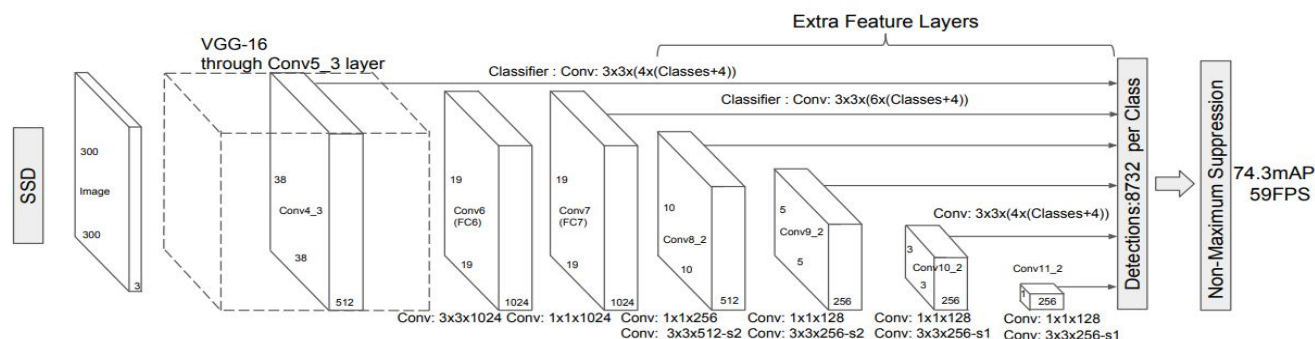 Extra Feature Layers
VGG-16
through Conv5_3 layer
Classifier : Conv: 3x3x(4x(Classes+4))
Classifier : Conv: 3x3x(6x(Classes+4))
SSD
300
Image
300
3
38
Conv4_3
38
512
19
Conv6
(FC6)
19
1024
19
Conv7
(FC7)
19
1024
10
Conv8_2
10
512
5
Conv9_2
5
256
Conv: 3x3x(4x(Classes+4))
3
Conv10_2
3
256
Conv11_2
1
256
Detections:8732 per Class
Non-Maximum Suppression
74.3mAP
59FPS
Conv: 3x3x1024
Conv: 1x1x1024
Conv: 1x1x256
Conv: 3x3x512-s2
Conv: 1x1x128
Conv: 3x3x256-s2
Conv: 1x1x128
Conv: 3x3x256-s1
Conv: 1x1x128
Conv: 3x3x256-s1